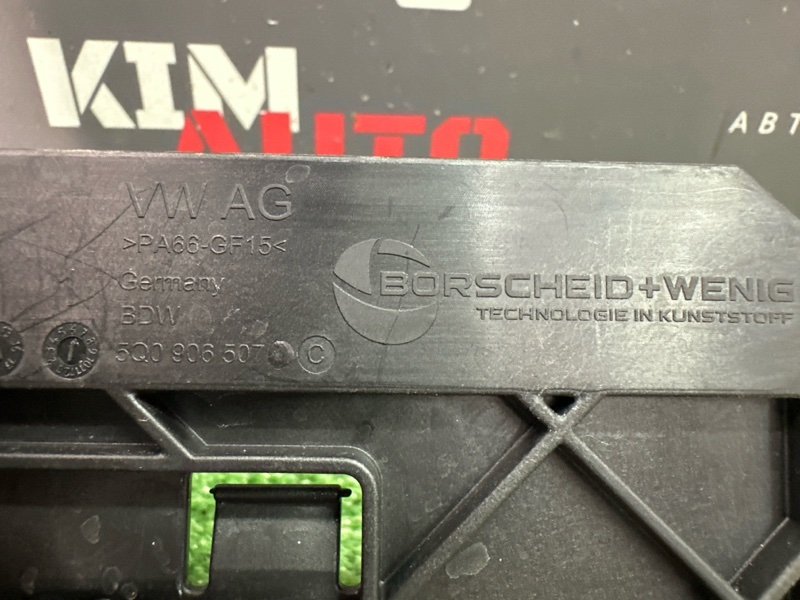 KIM
AUTO
АВТ
VW AG
>PA66-GF15<
Germany
BDW
5Q0 906 507 C
BORSCHEID+WENIG
TECHNOLOGIE IN KUNSTSTOFF